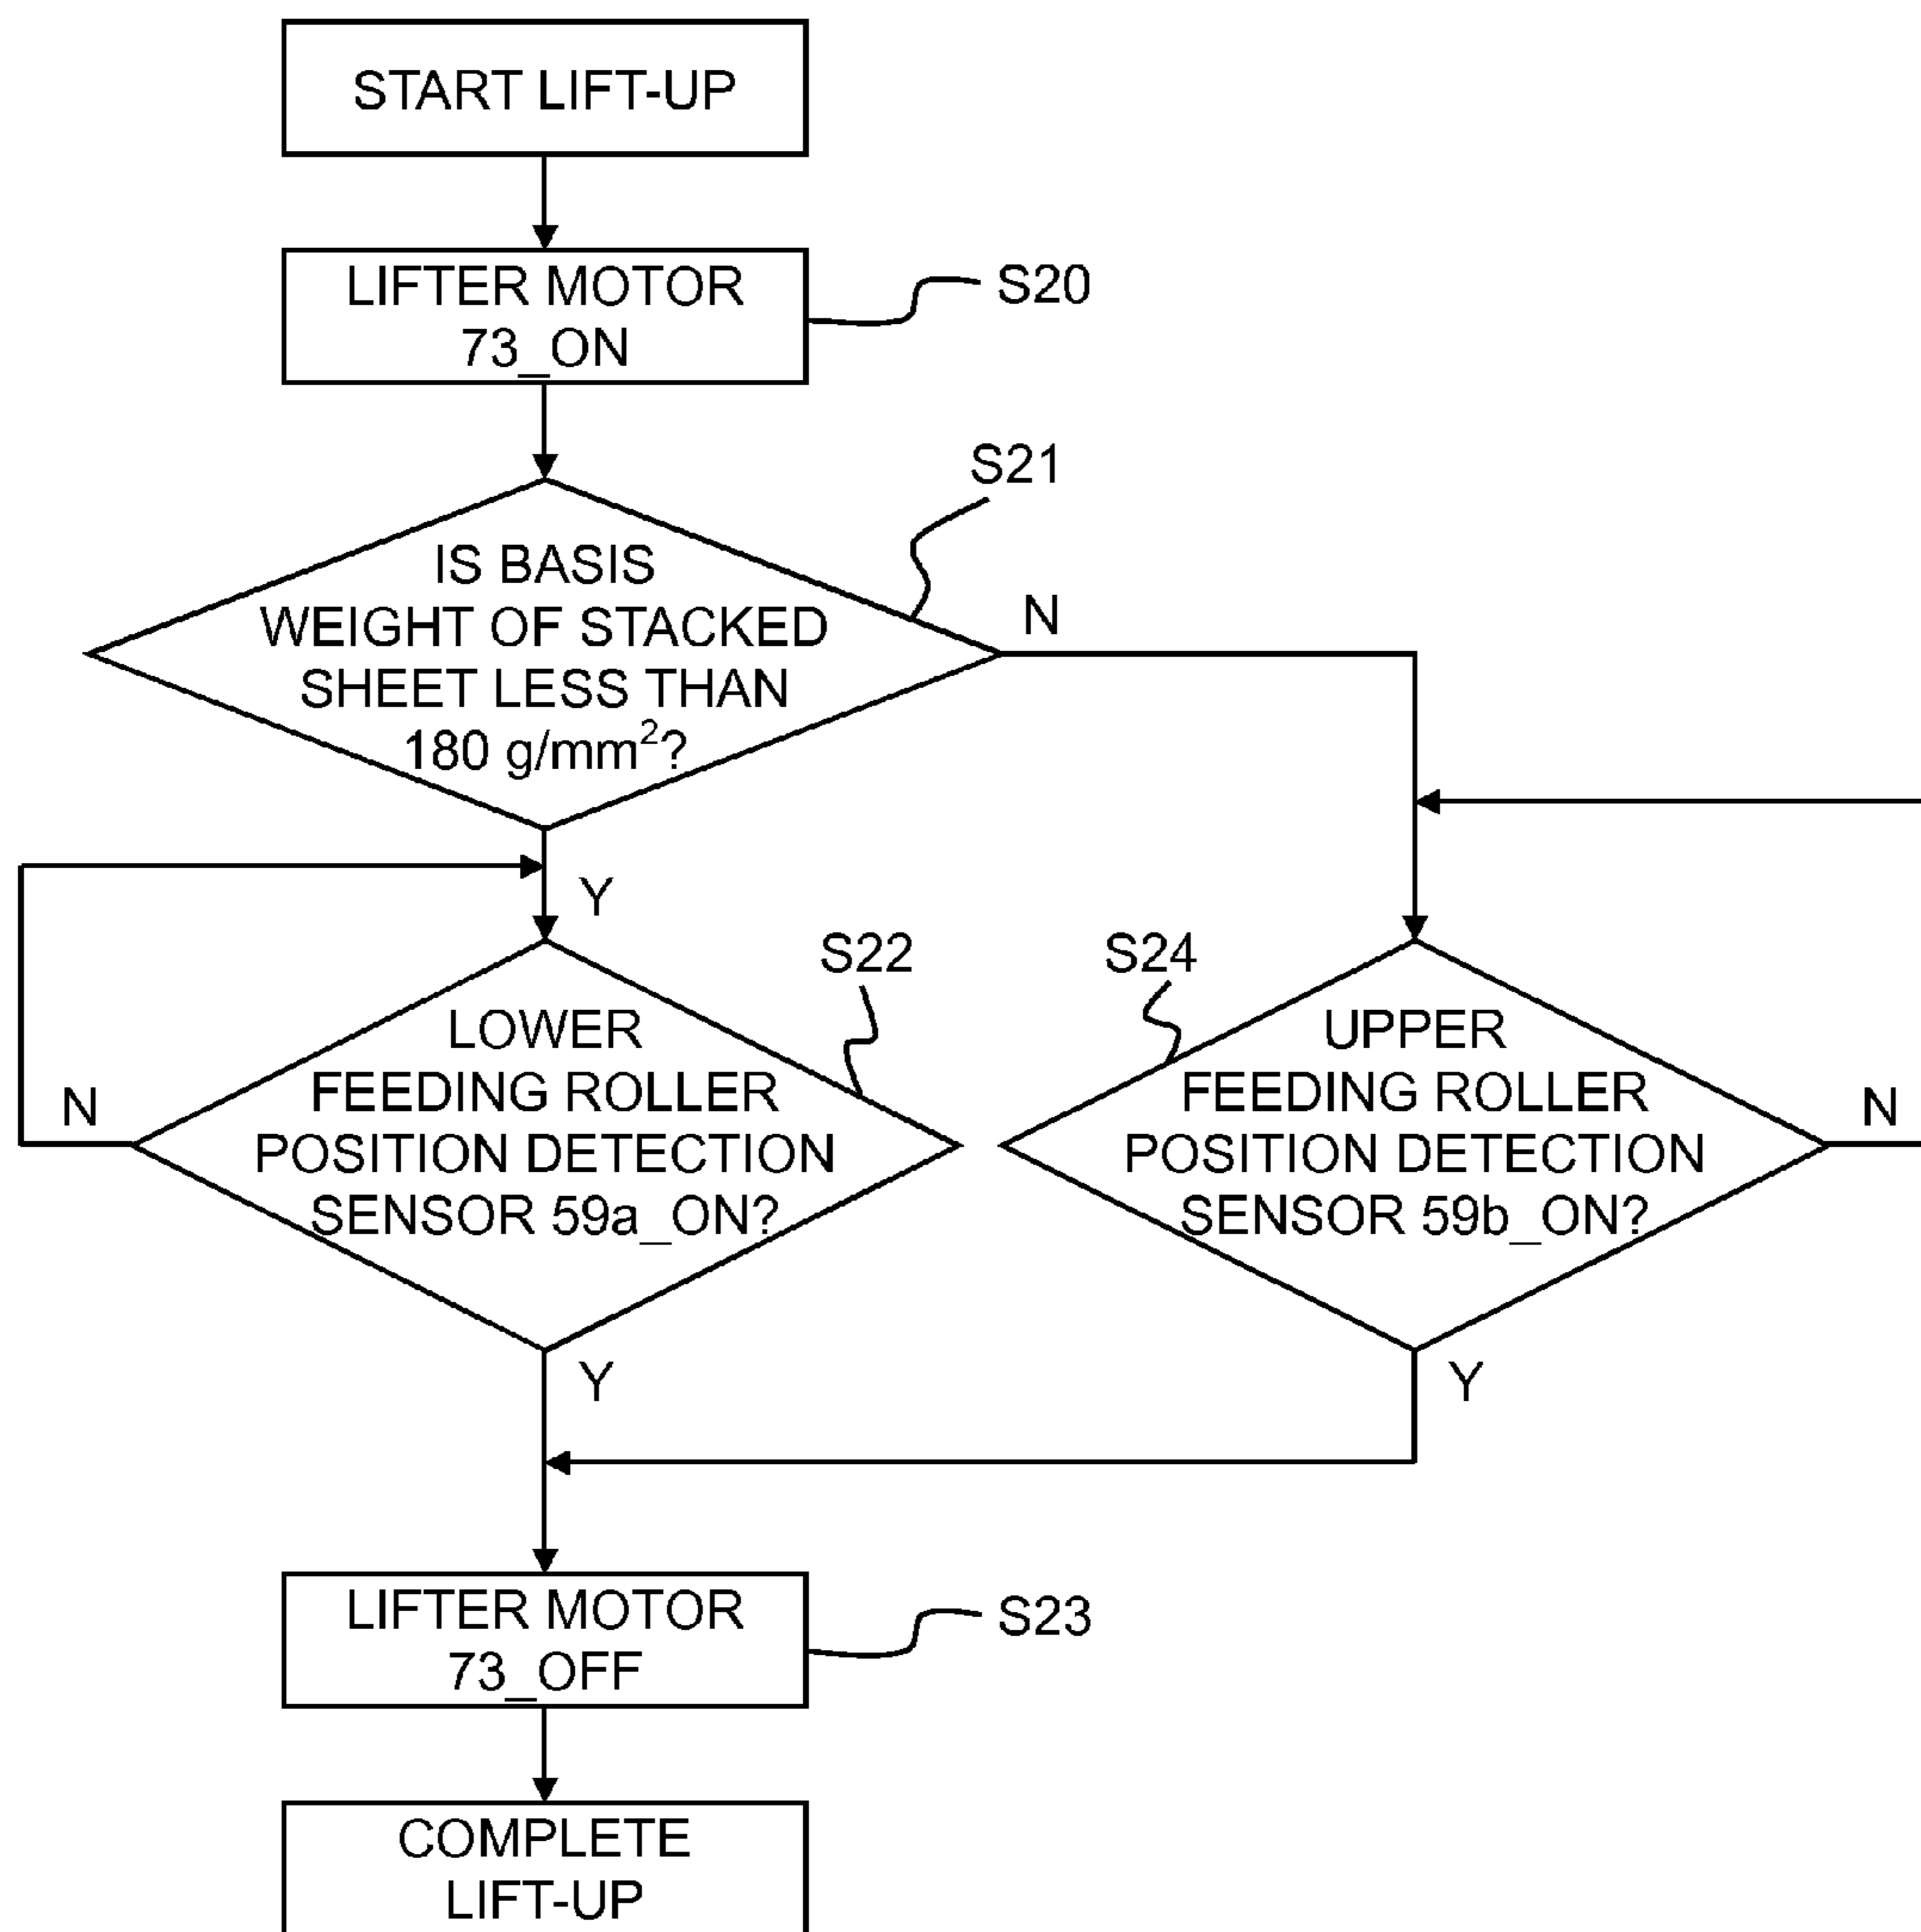 START LIFT-UP
LIFTER MOTOR
73_ON
S20
S21
IS BASIS
WEIGHT OF STACKED
SHEET LESS THAN
180 g/mm²?
N
Y
S22
LOWER
FEEDING ROLLER
POSITION DETECTION
SENSOR 59a_ON?
N
Y
S24
UPPER
FEEDING ROLLER
POSITION DETECTION
SENSOR 59b_ON?
N
Y
LIFTER MOTOR
73_OFF
S23
COMPLETE
LIFT-UP